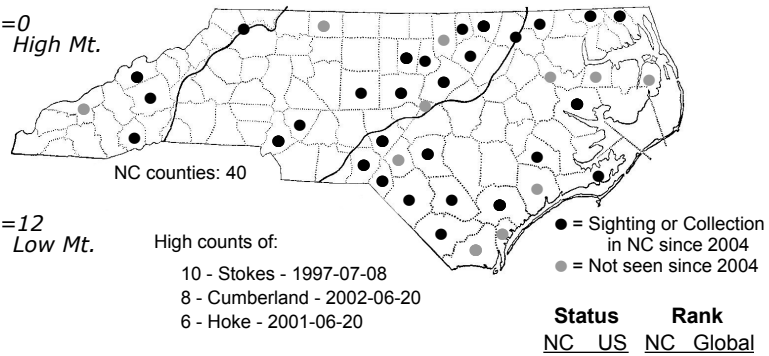 =0
High Mt.
NC counties: 40
=12
Low Mt.
High counts of:
10 - Stokes - 1997-07-08
8 - Cumberland - 2002-06-20
6 - Hoke - 2001-06-20
= Sighting or Collection
in NC since 2004
= Not seen since 2004
Status Rank
NC US NC Global